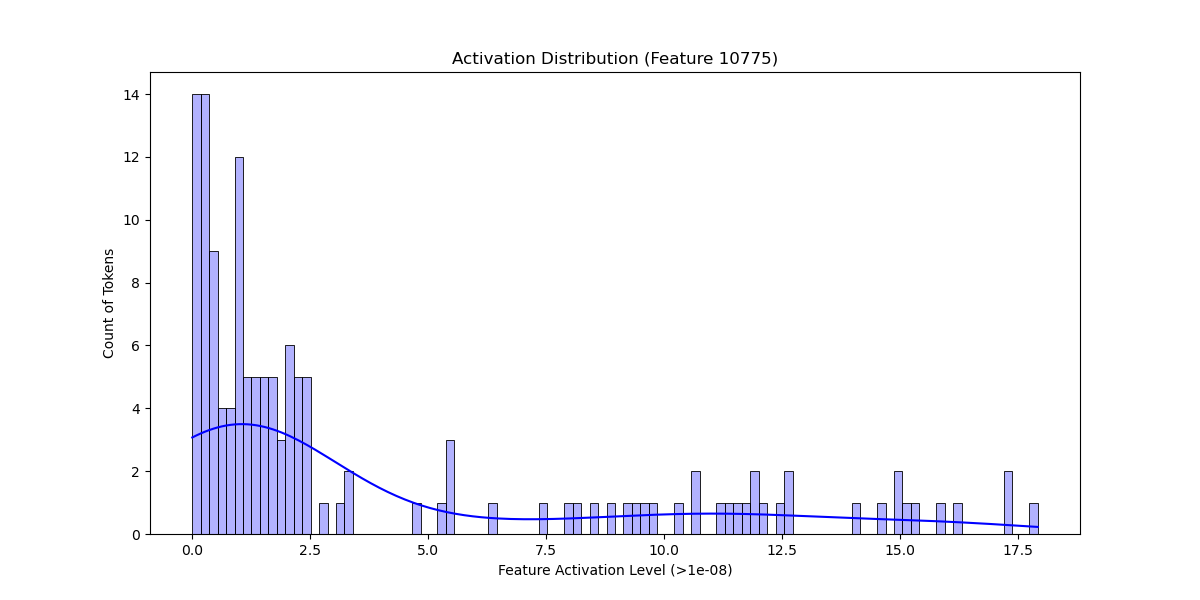 Activation Distribution (Feature 10775)
14
12
10
8
6
4
2
0
Count of Tokens
0.0 2.5 5.0 7.5 10.0 12.5 15.0 17.5
Feature Activation Level (>1e-08)